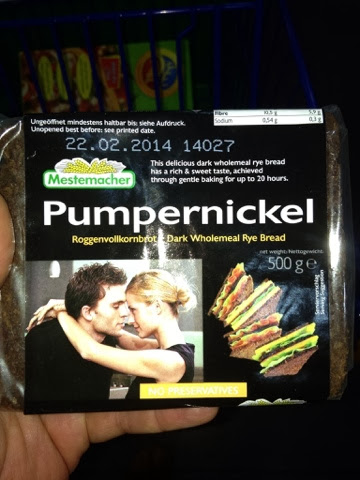 Fibre 10,5 g 5,9 g
Sodium 0,54 g 0,3 g
Ungeöffnet mindestens haltbar bis: siehe Aufdruck.
Unopened best before: see printed date.
22.02.2014 14027
This delicious dark wholemeal rye bread
has a rich & sweet taste, achieved
through gentle baking for up to 20 hours.
Mestemacher
Pumpernickel
Roggenvollkornbrot · Dark Wholemeal Rye Bread
net weight/Nettogewicht:
500 g e
Serviervorschlag
Serving Suggestion
NO PRESERVATIVES